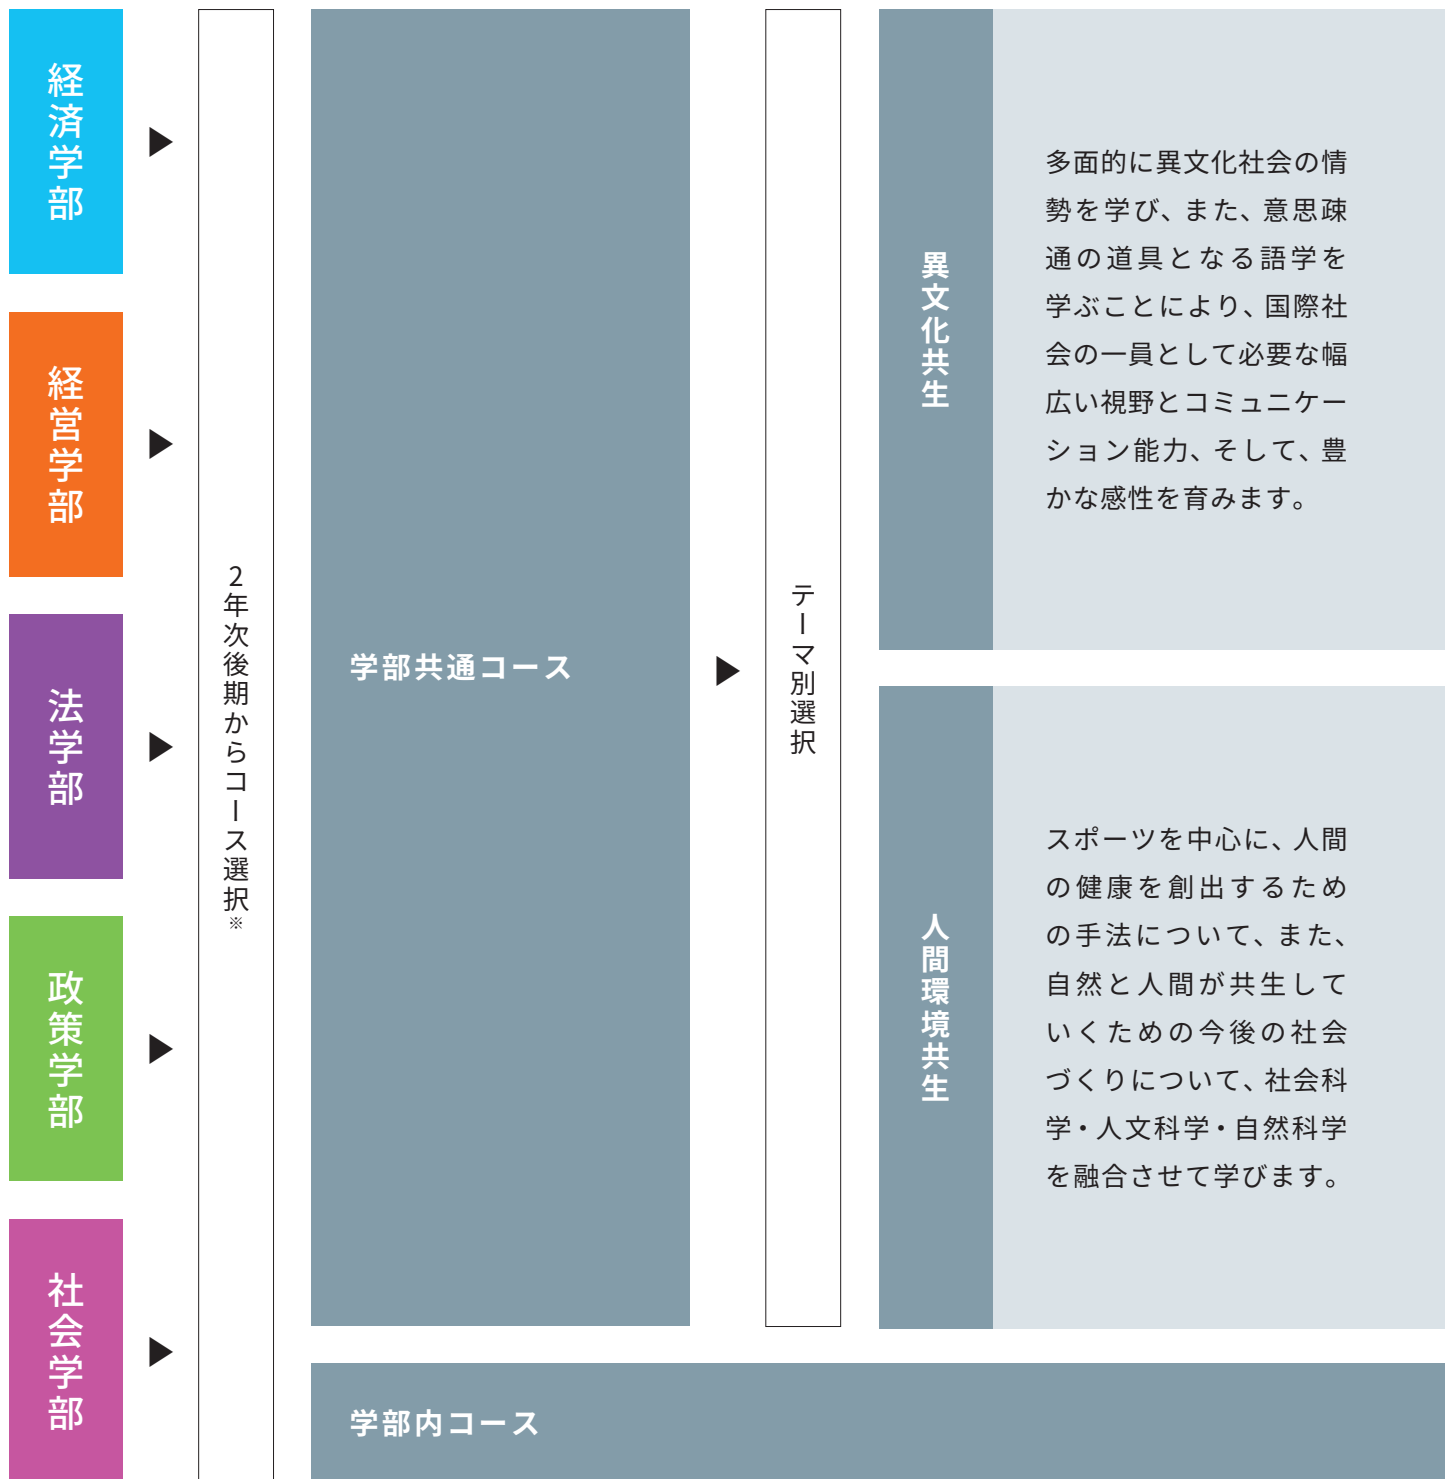 経済学部
経営学部
法学部
政策学部
社会学部
2年次後期からコース選択※
学部共通コース
テーマ別選択
異文化共生
多面的に異文化社会の情
勢を学び、また、意思疎
通の道具となる語学を
学ぶことにより、国際社
会の一員として必要な幅
広い視野とコミュニケー
ション能力、そして、豊
かな感性を育みます。
人間環境共生
スポーツを中心に、人間
の健康を創出するため
の手法について、また、
自然と人間が共生して
いくための今後の社会
づくりについて、社会科
学・人文科学・自然科学
を融合させて学びます。
学部内コース